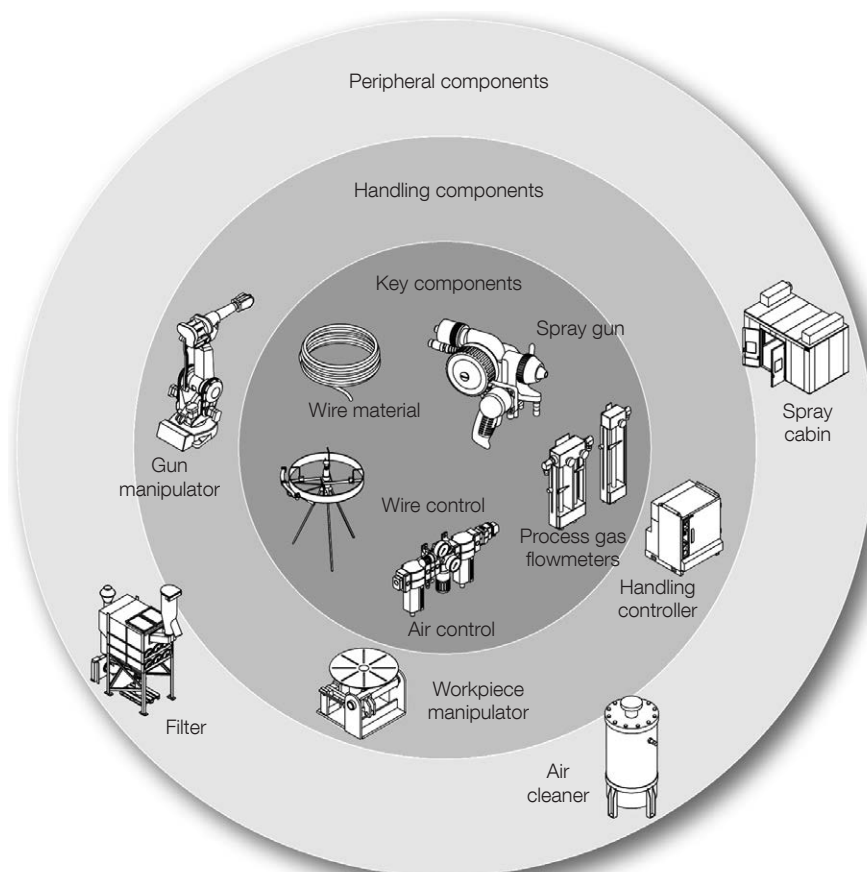 Peripheral components
Handling components
Key components
Spray gun
Wire material
Spray
cabin
Gun
manipulator
Wire control
Process gas
flowmeters
Handling
controller
Air control
Workpiece
manipulator
Filter
Air
cleaner